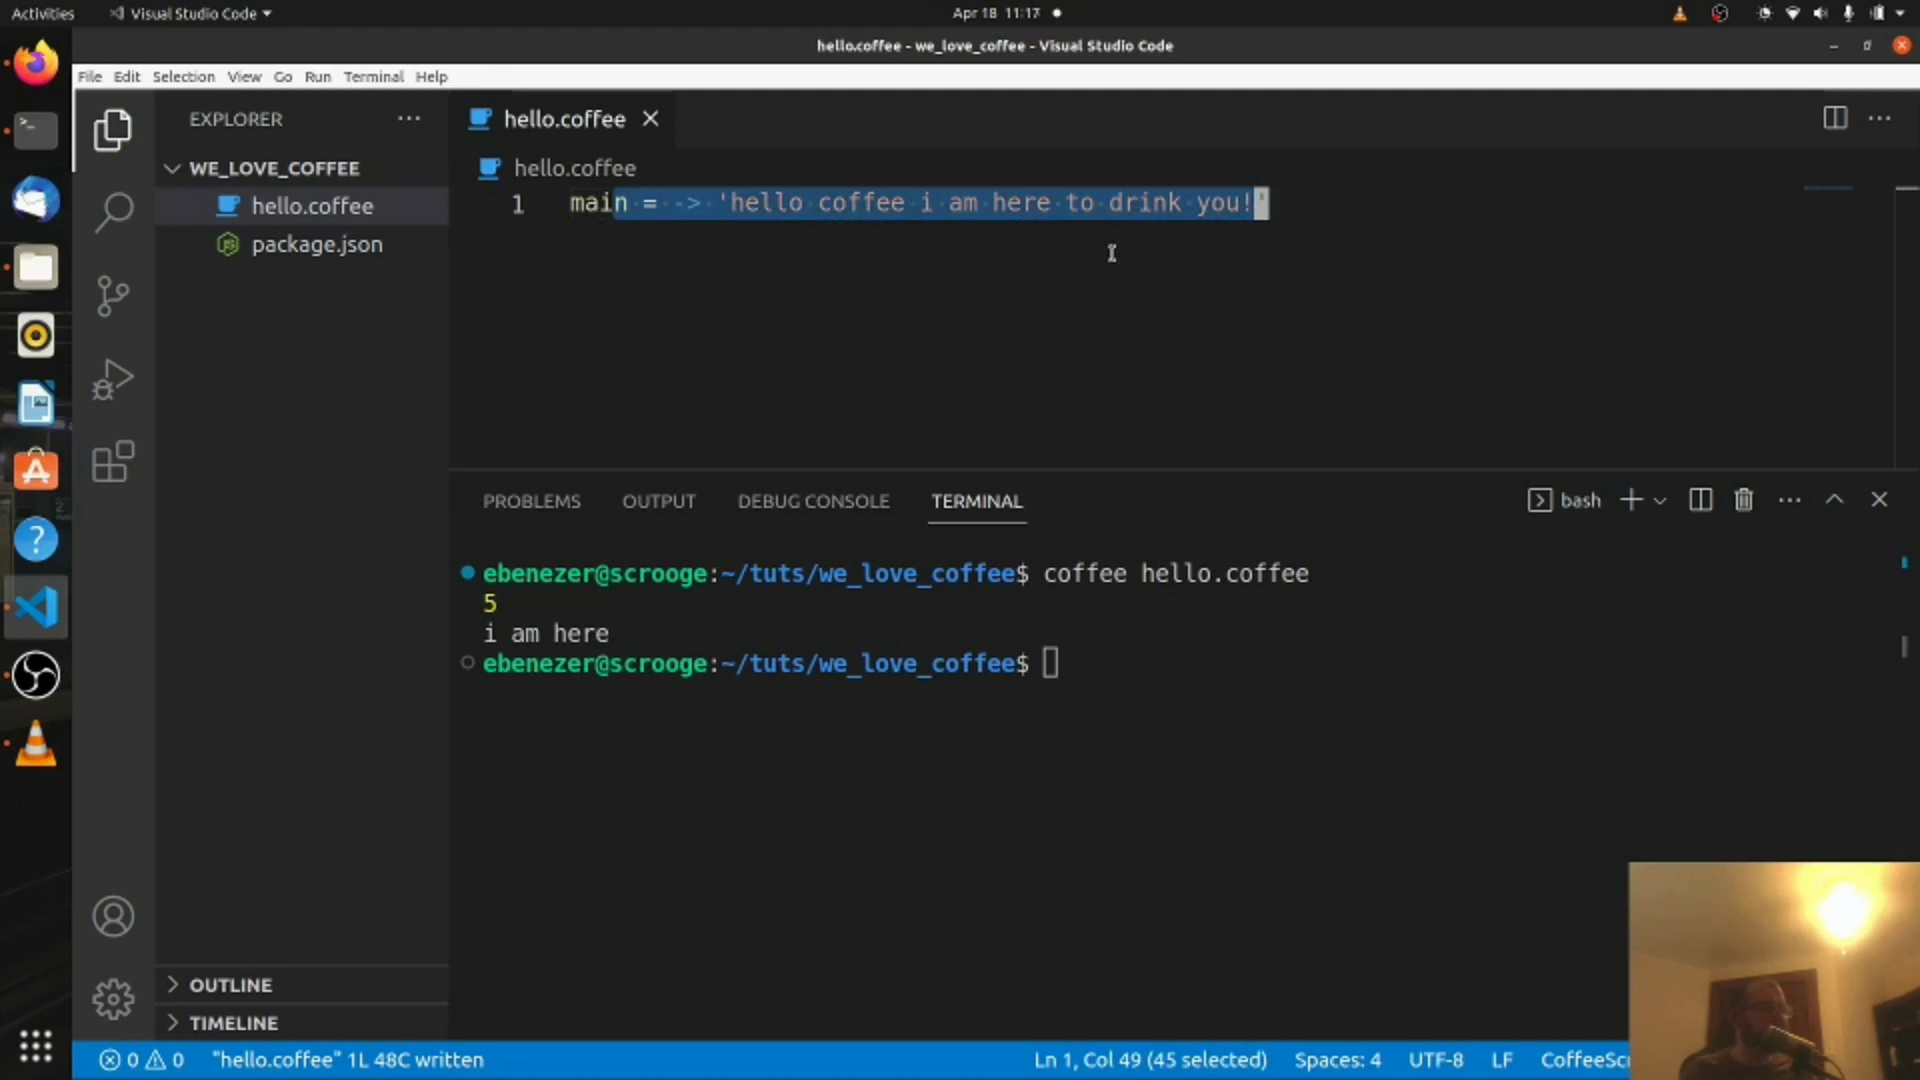 Activities Visual Studio Code Apr 18 11:17
hello.coffee - we_love_coffee - Visual Studio Code
File Edit Selection View Go Run Terminal Help
EXPLORER
hello.coffee
WE_LOVE_COFFEE
hello.coffee
hello.coffee
package.json
1 main = -> 'hello coffee i am here to drink you!'
PROBLEMS OUTPUT DEBUG CONSOLE TERMINAL bash
ebenezer@scrooge:~/tuts/we_love_coffee$ coffee hello.coffee
5
i am here
ebenezer@scrooge:~/tuts/we_love_coffee$
OUTLINE
TIMELINE
0 0 "hello.coffee" 1L 48C written Ln 1, Col 49 (45 selected) Spaces: 4 UTF-8 LF CoffeeScr